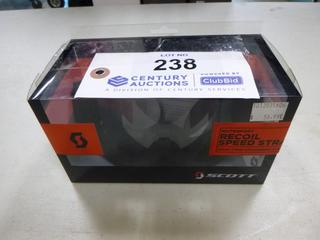 LOT NO
238
CENTURY
AUCTIONS
POWERED BY
ClubBid
A DIVISION OF CENTURY SERVICES
RECOIL
SPEED STR
SCOTT